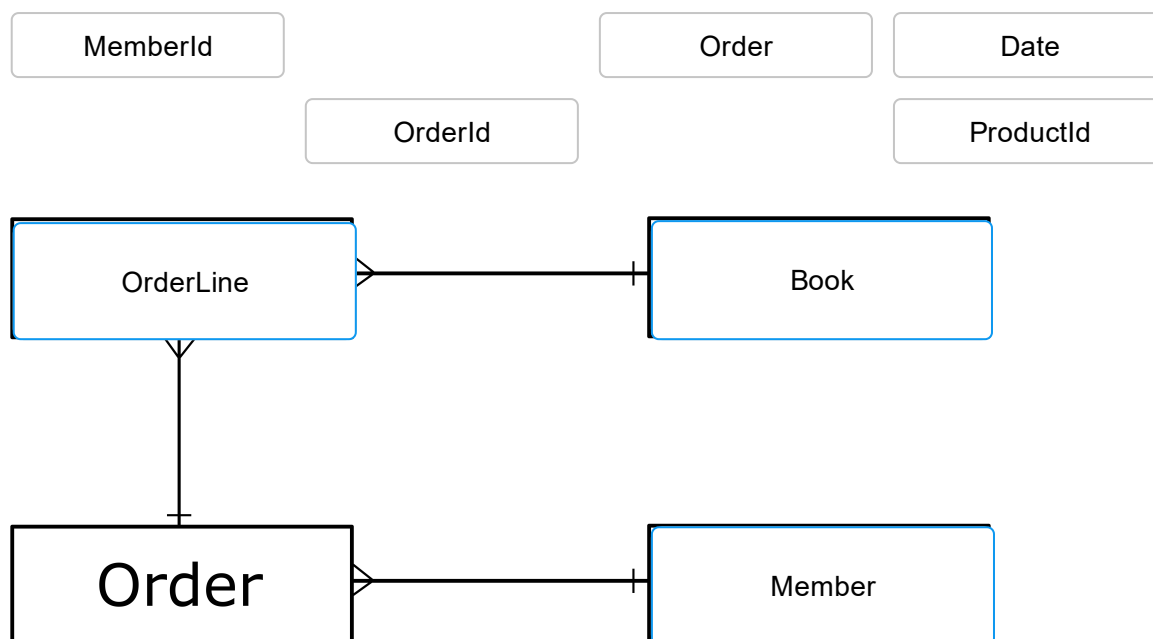 MemberId
Order
Date
OrderId
ProductId
OrderLine
Book
Order
Member